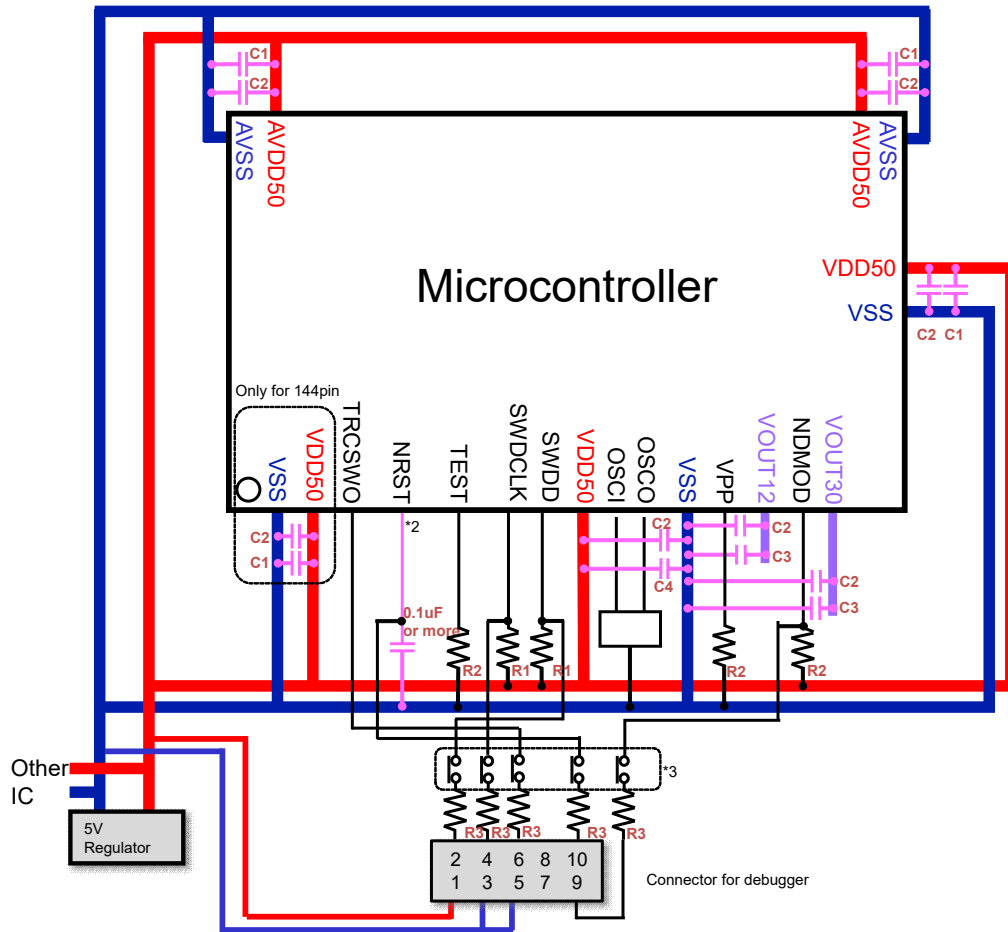 C1
C2
C1
C2
AVSS
AVDD50
AVDD50
AVSS
Microcontroller
VDD50
VSS
C2
C1
Only for 144pin
VSS
VDD50
TRCSWO
NRST
TEST
SWDCLK
SWDD
VDD50
OSCI
OSCO
VSS
VPP
VOUT12
NDMOD
VOUT30
*2
C2
C1
C2
C4
C2
C3
C2
C3
0.1uF
or more
R2
R1
R1
R2
R2
*3
Other
IC
5V
Regulator
R3
R3
R3
R3
R3
2 4 6 8 10
1 3 5 7 9
Connector for debugger